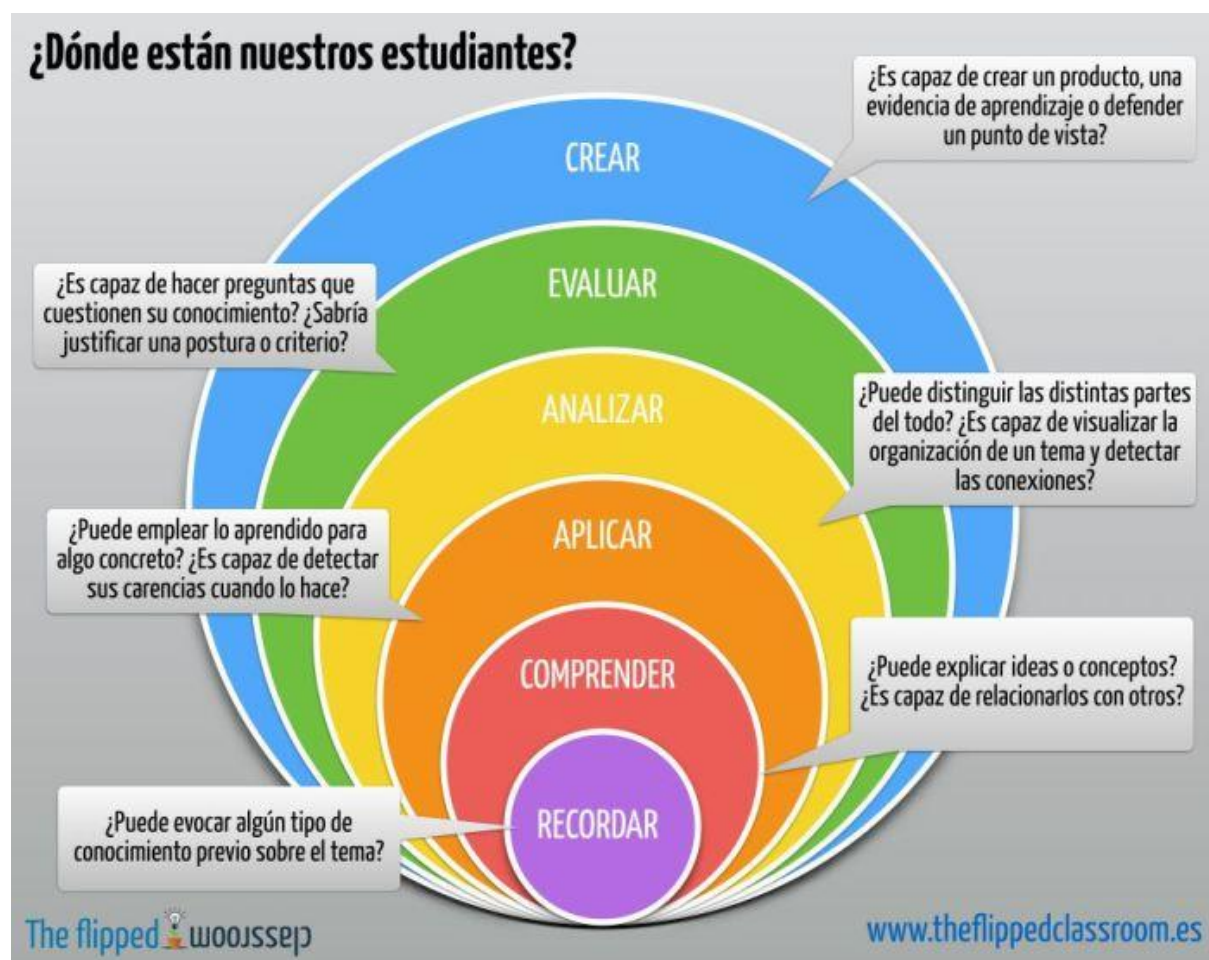 ¿Dónde están nuestros estudiantes?
¿Es capaz de crear un producto, una
evidencia de aprendizaje o defender
un punto de vista?
CREAR
¿Es capaz de hacer preguntas que
cuestionen su conocimiento? ¿Sabría
justificar una postura o criterio?
EVALUAR
¿Puede distinguir las distintas partes
del todo? ¿Es capaz de visualizar la
organización de un tema y detectar
las conexiones?
ANALIZAR
¿Puede emplear lo aprendido para
algo concreto? ¿Es capaz de detectar
sus carencias cuando lo hace?
APLICAR
¿Puede explicar ideas o conceptos?
¿Es capaz de relacionarlos con otros?
COMPRENDER
¿Puede evocar algún tipo de
conocimiento previo sobre el tema?
RECORDAR
The flipped classroom
www.theflippedclassroom.es